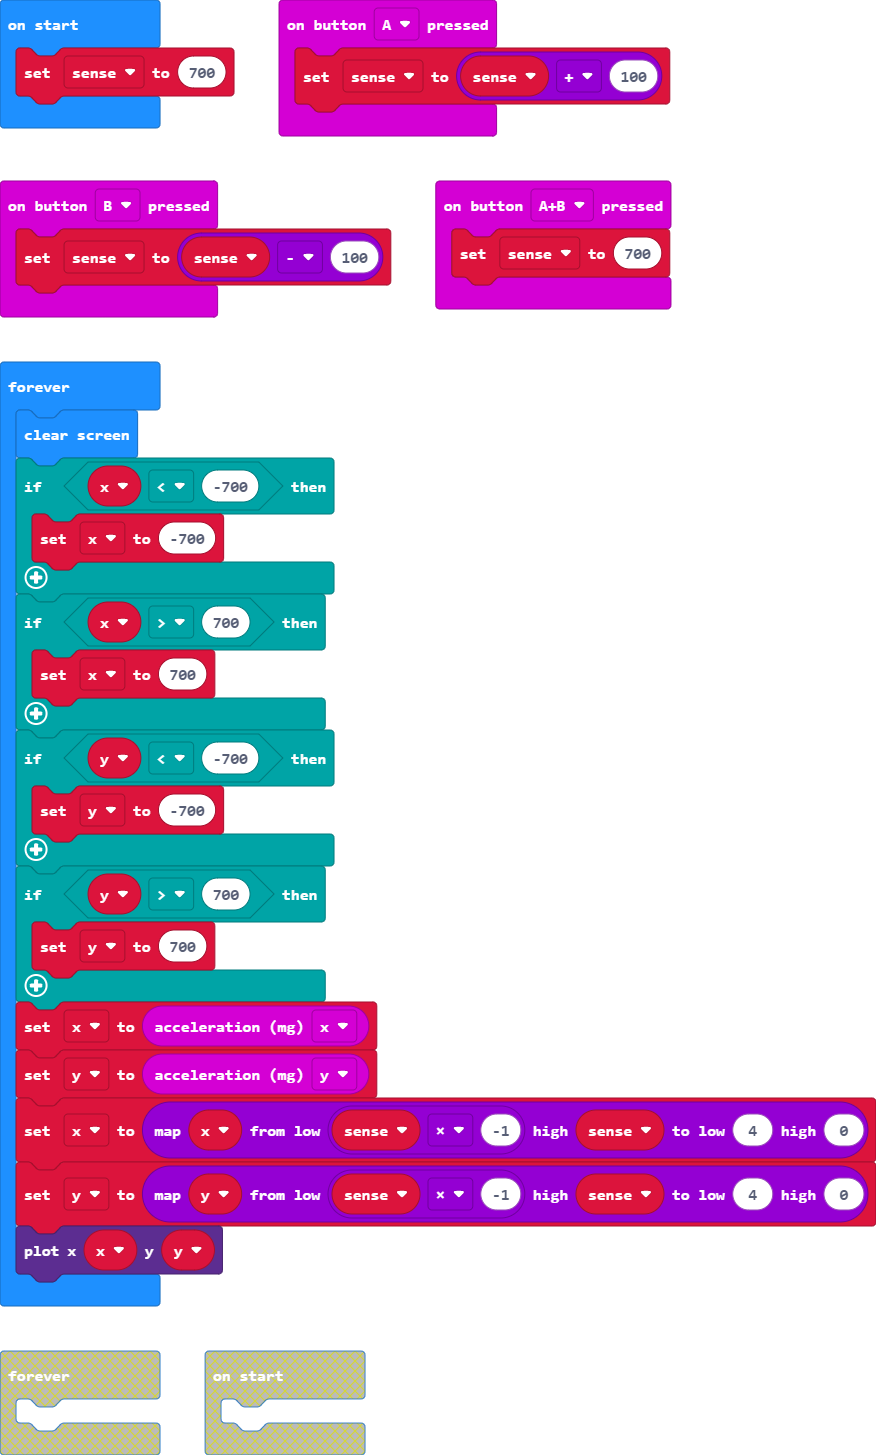 on start
set sense to 700
on button A pressed
set sense to sense + 100
on button B pressed
set sense to sense - 100
on button A+B pressed
set sense to 700
forever
clear screen
if x < -700 then
set x to -700
if x > 700 then
set x to 700
if y < -700 then
set y to -700
if y > 700 then
set y to 700
set x to acceleration (mg) x
set y to acceleration (mg) y
set x to map x from low sense × -1 high sense to low 4 high 0
set y to map y from low sense × -1 high sense to low 4 high 0
plot x x y y
forever
on start